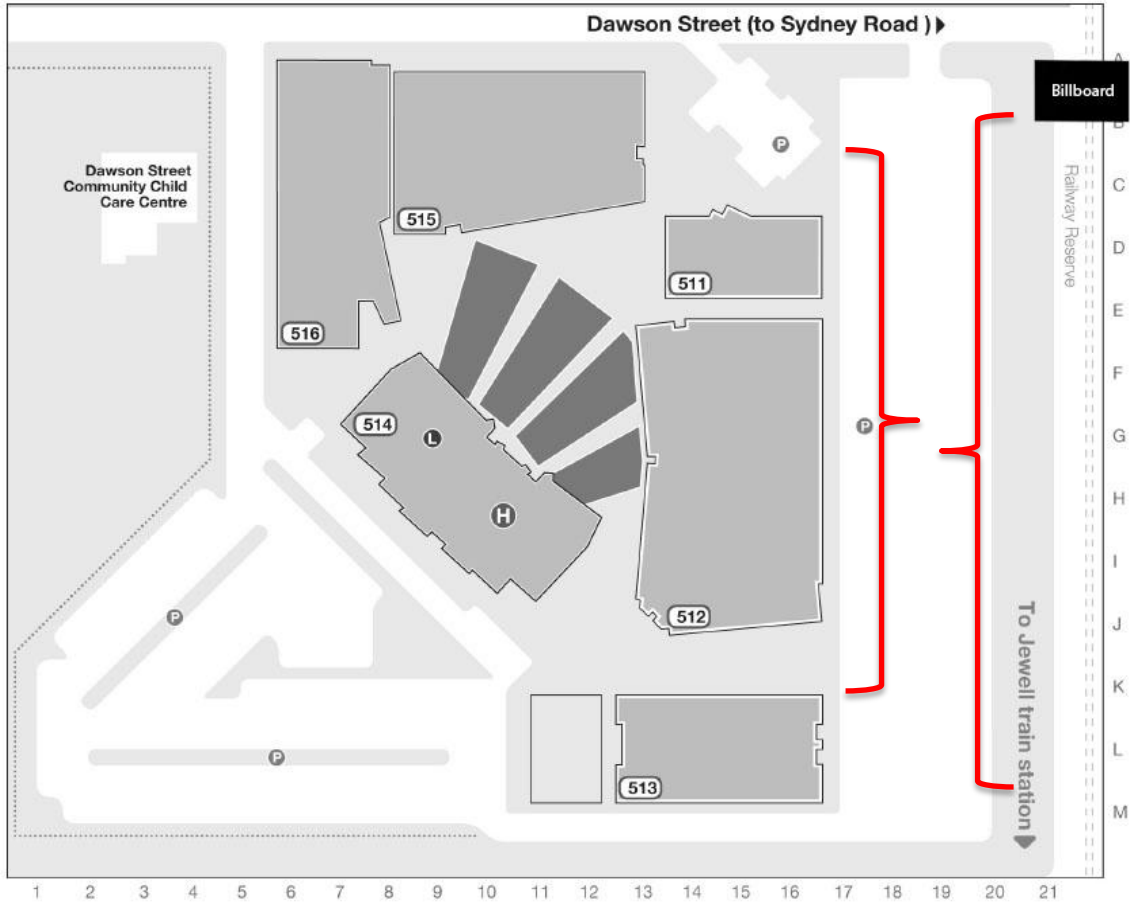 Dawson Street (to Sydney Road )
A
Billboard
B
P
Dawson Street
Community Child
Care Centre
Railway Reserve
C
515
D
511
E
516
F
514
L
P
G
H
H
I
P
512
J
To Jewell train station
K
P
L
513
M
1 2 3 4 5 6 7 8 9 10 11 12 13 14 15 16 17 18 19 20 21